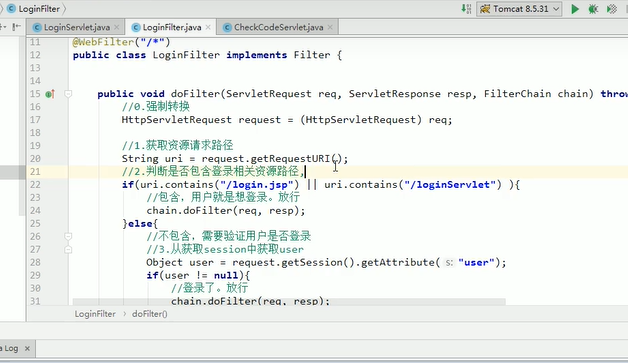 LoginFilter
Tomcat 8.5.31
LoginServlet.java
LoginFilter.java
CheckCodeServlet.java
11 @WebFilter("/*")
12 public class LoginFilter implements Filter {
13
14
15 public void doFilter(ServletRequest req, ServletResponse resp, FilterChain chain) throw
16 //0.强制转换
17 HttpServletRequest request = (HttpServletRequest) req;
18
19 //1.获取资源请求路径
20 String uri = request.getRequestURI();
21 //2.判断是否包含登录相关资源路径,
22 if(uri.contains("/login.jsp") || uri.contains("/loginServlet") ){
23 //包含，用户就是想登录。放行
24 chain.doFilter(req, resp);
25 }else{
26 //不包含，需要验证用户是否登录
27 //3.从获取session中获取user
28 Object user = request.getSession().getAttribute( s: "user");
29 if(user != null){
30 //登录了。放行
31 chain.doFilter(req, resp);
LoginFilter doFilter()
a Log